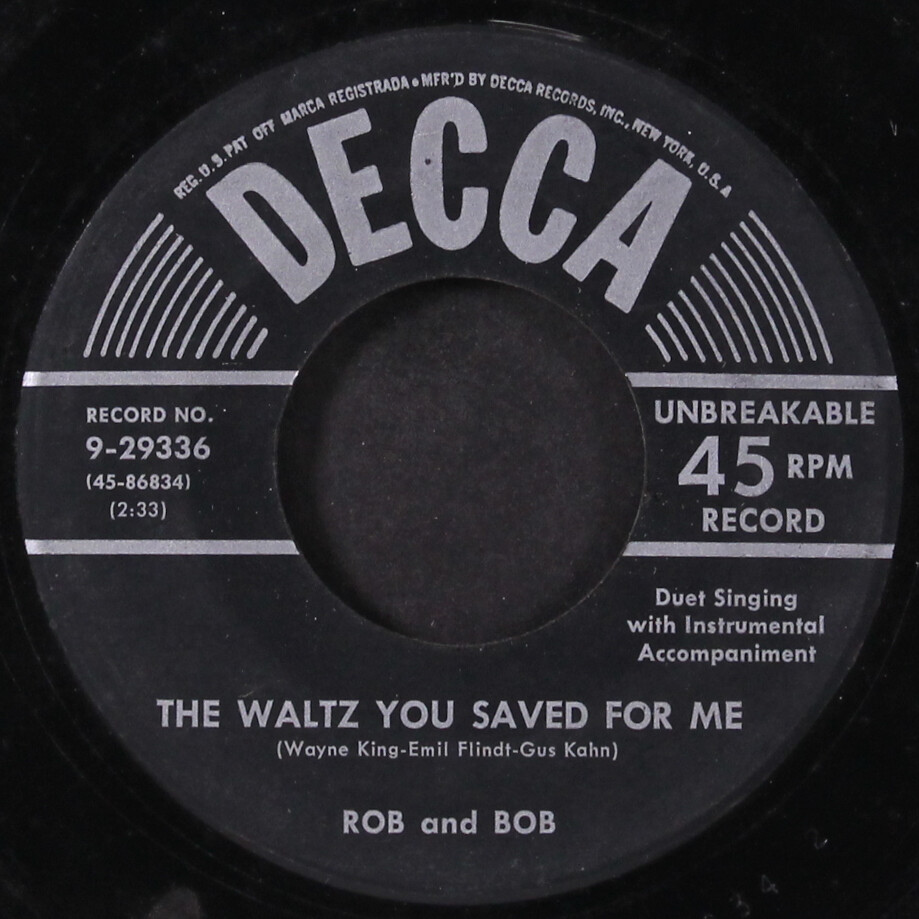 REG. U.S. PAT OFF MARCA REGISTRADA • MFR'D BY DECCA RECORDS, INC., NEW YORK, U.S.A
DECCA
RECORD NO.
9-29336
(45-86834)
(2:33)
UNBREAKABLE
45 RPM
RECORD
Duet Singing
with Instrumental
Accompaniment
THE WALTZ YOU SAVED FOR ME
(Wayne King-Emil Flindt-Gus Kahn)
ROB and BOB